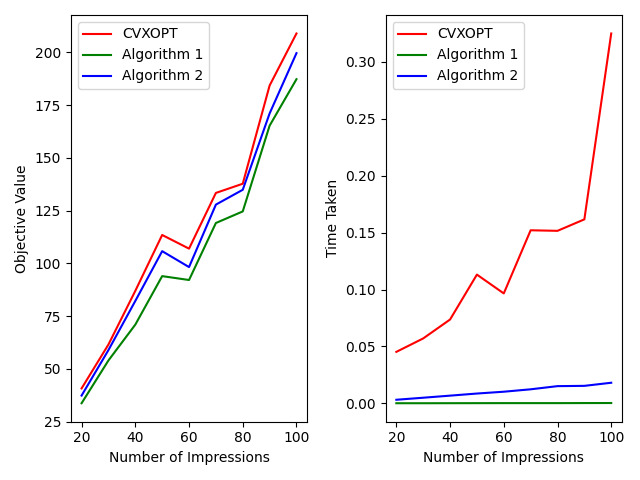 CVXOPT
Algorithm 1
Algorithm 2
200
175
150
125
100
75
50
25
20 40 60 80 100
Objective Value
Number of Impressions
CVXOPT
Algorithm 1
Algorithm 2
0.30
0.25
0.20
0.15
0.10
0.05
0.00
20 40 60 80 100
Time Taken
Number of Impressions